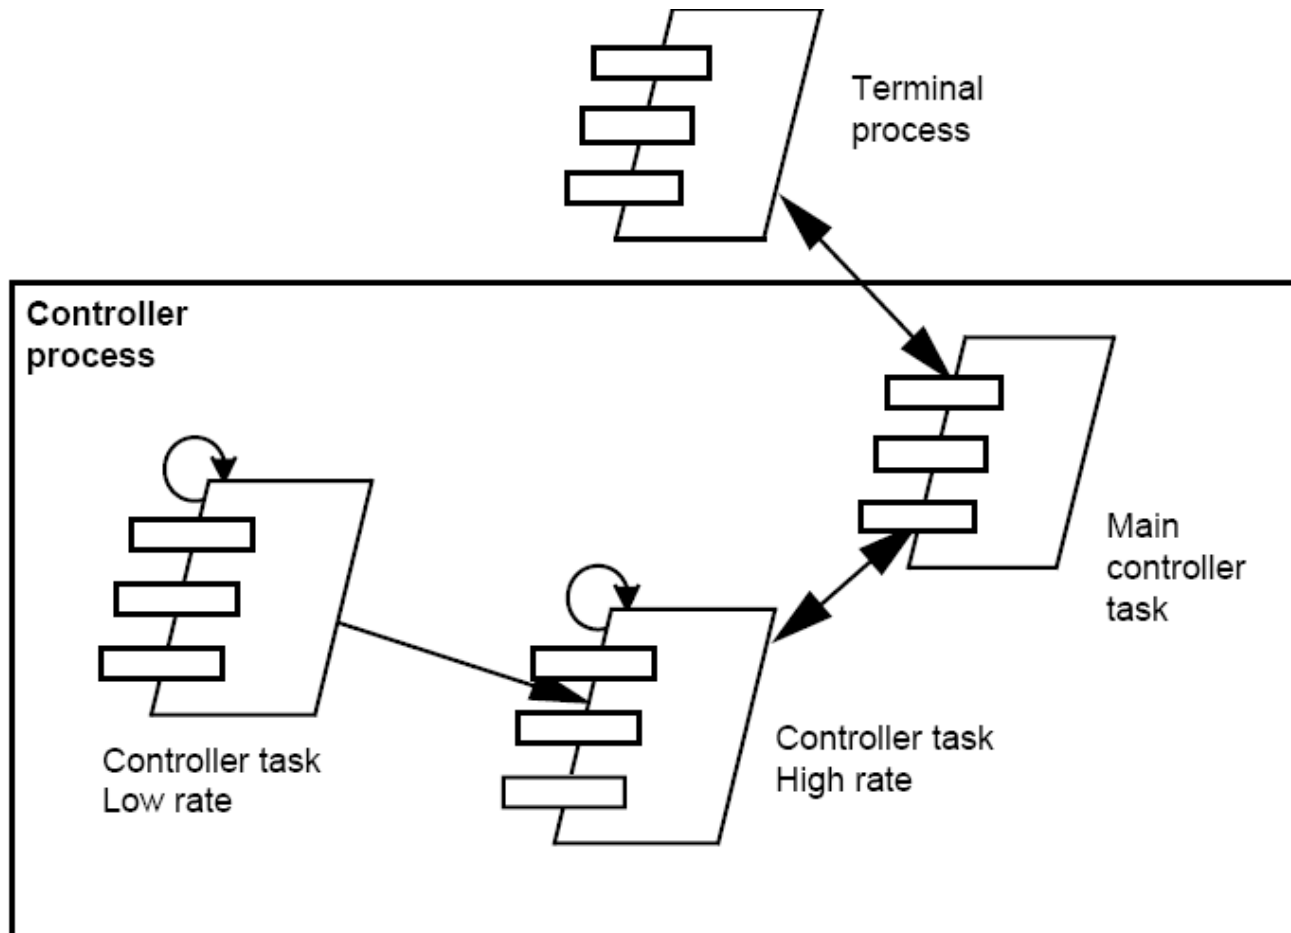 Terminal
process
Controller
process
Main
controller
task
Controller task
Low rate
Controller task
High rate